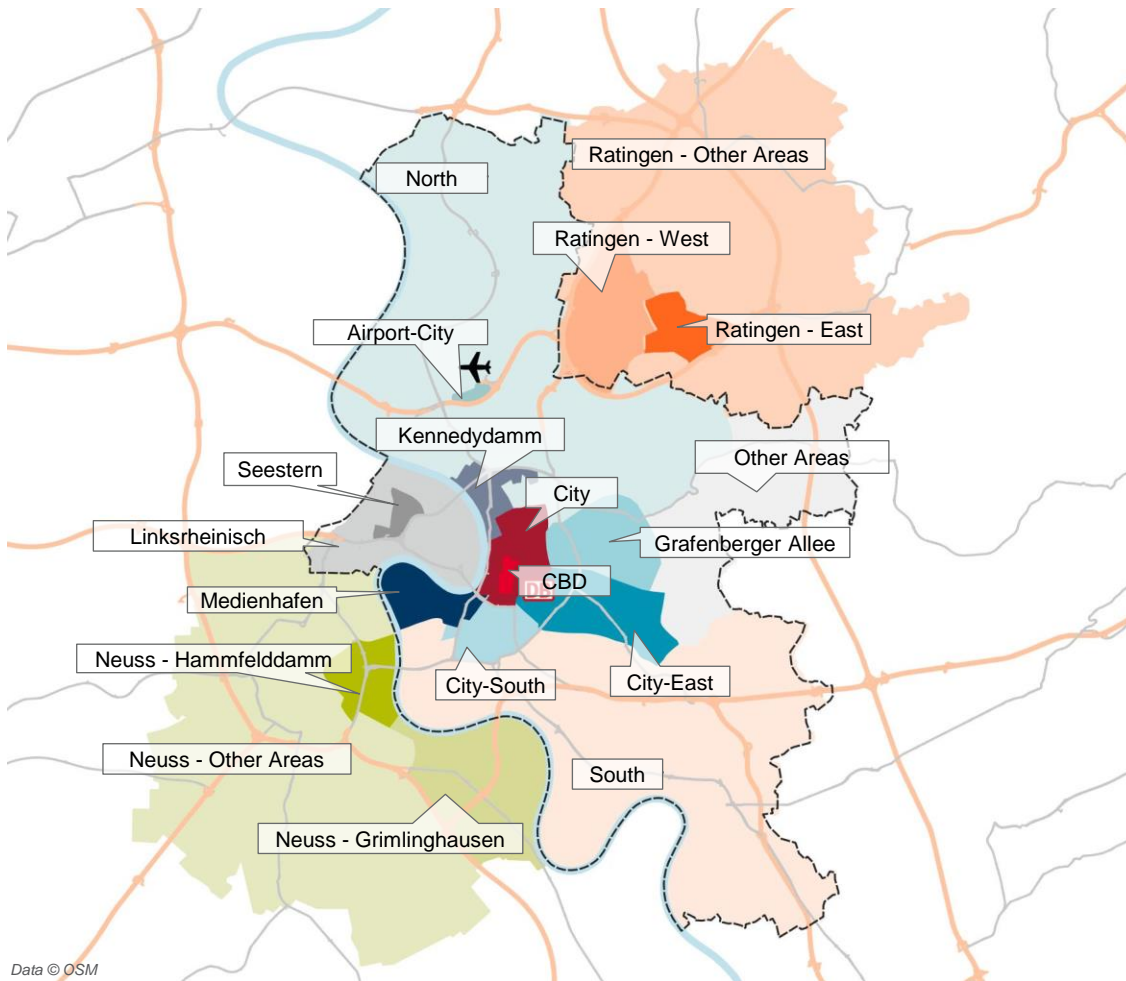 Ratingen - Other Areas
North
Ratingen - West
Airport-City
Ratingen - East
Kennedydamm
Other Areas
Seestern
City
Linksrheinisch
Grafenberger Allee
CBD
DB
Medienhafen
Neuss - Hammfelddamm
City-South
City-East
Neuss - Other Areas
South
Neuss - Grimlinghausen
Data © OSM